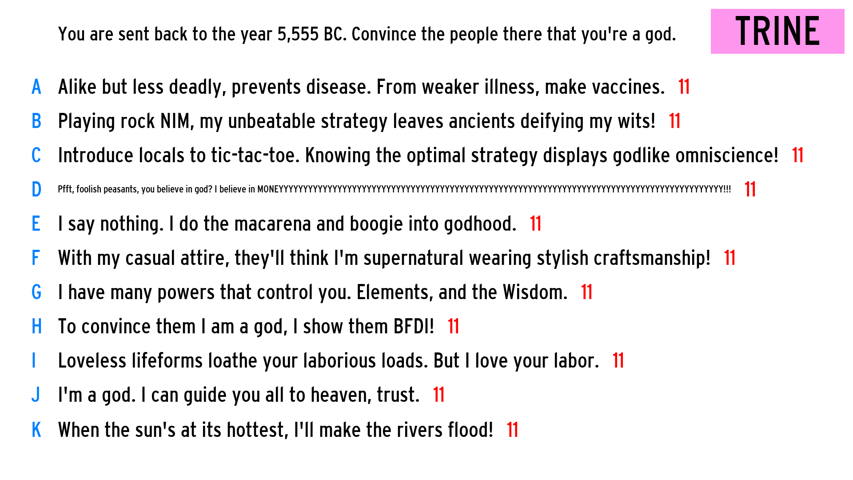 You are sent back to the year 5,555 BC. Convince the people there that you're a god.
TRINE
A Alike but less deadly, prevents disease. From weaker illness, make vaccines. 11
B Playing rock NIM, my unbeatable strategy leaves ancients deifying my wits! 11
C Introduce locals to tic-tac-toe. Knowing the optimal strategy displays godlike omniscience! 11
D Pfft, foolish peasants, you believe in god? I believe in MONEYYYYYYYYYYYYYYYYYYYYYYYYYYYYYYYYYYYYYYYYYYYYYYYYYYYYYYYYYYYYYYYYYYYYYYYYYYYYYYYYYYYYYYYYYYYYYYY!!! 11
E I say nothing. I do the macarena and boogie into godhood. 11
F With my casual attire, they'll think I'm supernatural wearing stylish craftsmanship! 11
G I have many powers that control you. Elements, and the Wisdom. 11
H To convince them I am a god, I show them BFDI! 11
I Loveless lifeforms loathe your laborious loads. But I love your labor. 11
J I'm a god. I can guide you all to heaven, trust. 11
K When the sun's at its hottest, I'll make the rivers flood! 11